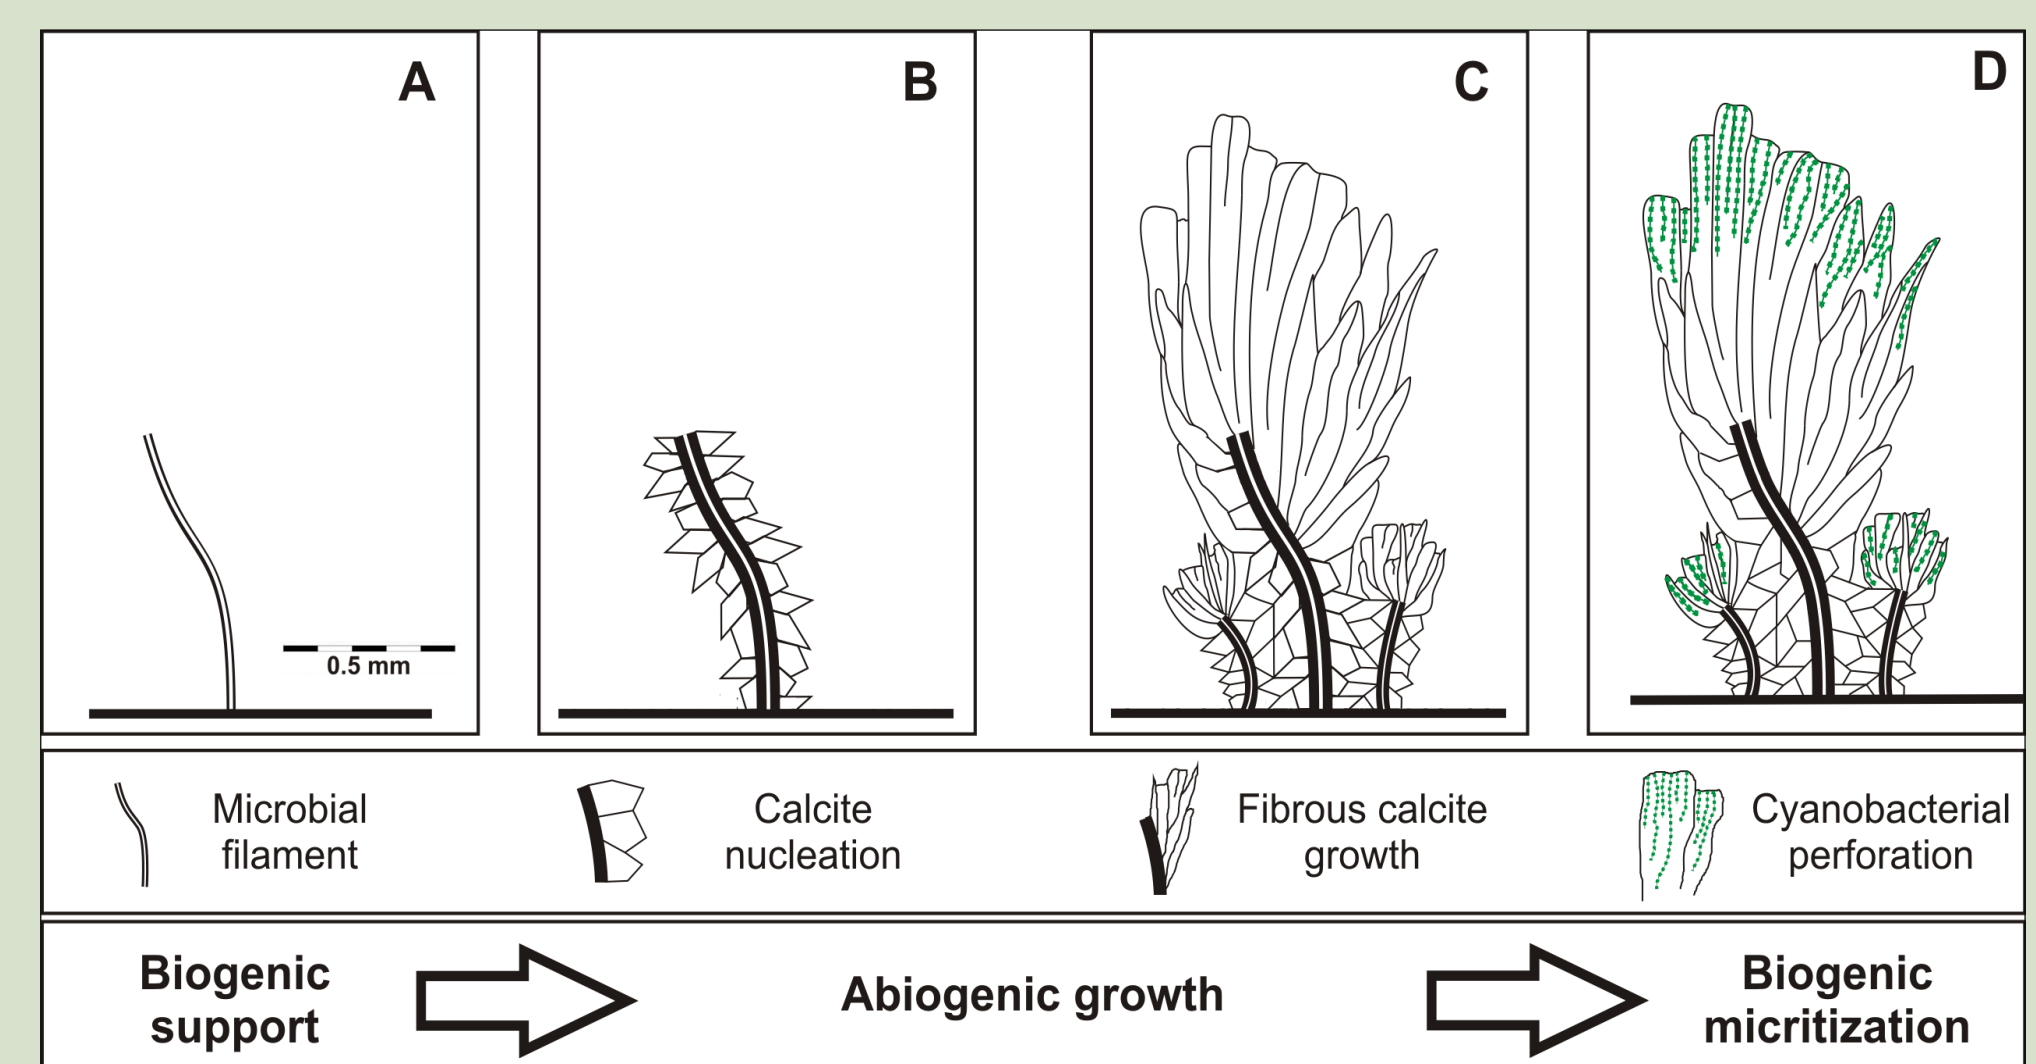 A
B
C
D
0.5 mm
Microbial
filament
Calcite
nucleation
Fibrous calcite
growth
Cyanobacterial
perforation
Biogenic
support
Abiogenic growth
Biogenic
micritization